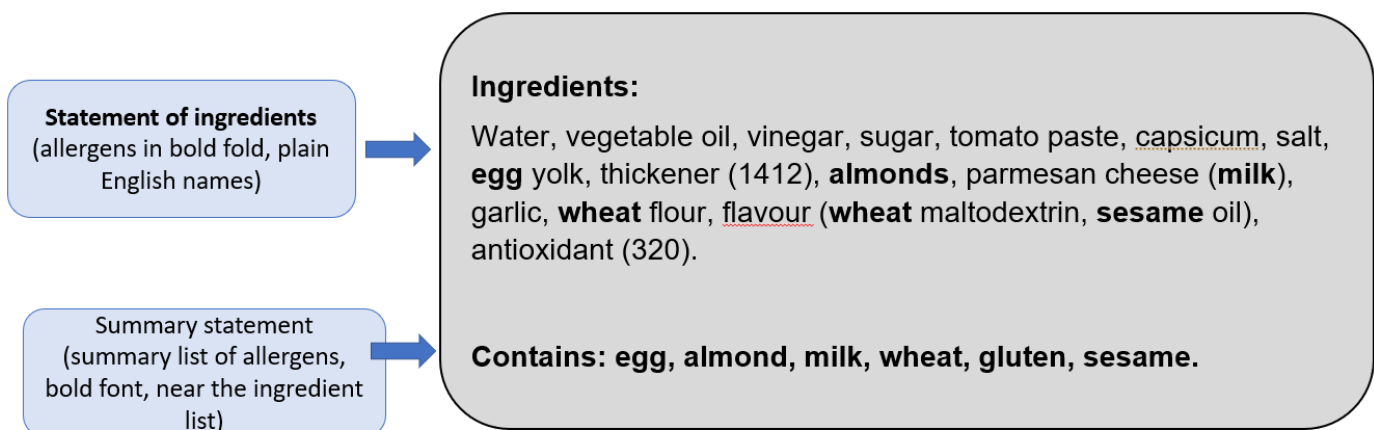 Statement of ingredients
(allergens in bold fold, plain
English names)
Ingredients:
Water, vegetable oil, vinegar, sugar, tomato paste, capsicum, salt,
egg yolk, thickener (1412), almonds, parmesan cheese (milk),
garlic, wheat flour, flavour (wheat maltodextrin, sesame oil),
antioxidant (320).
Summary statement
(summary list of allergens,
bold font, near the ingredient
list)
Contains: egg, almond, milk, wheat, gluten, sesame.